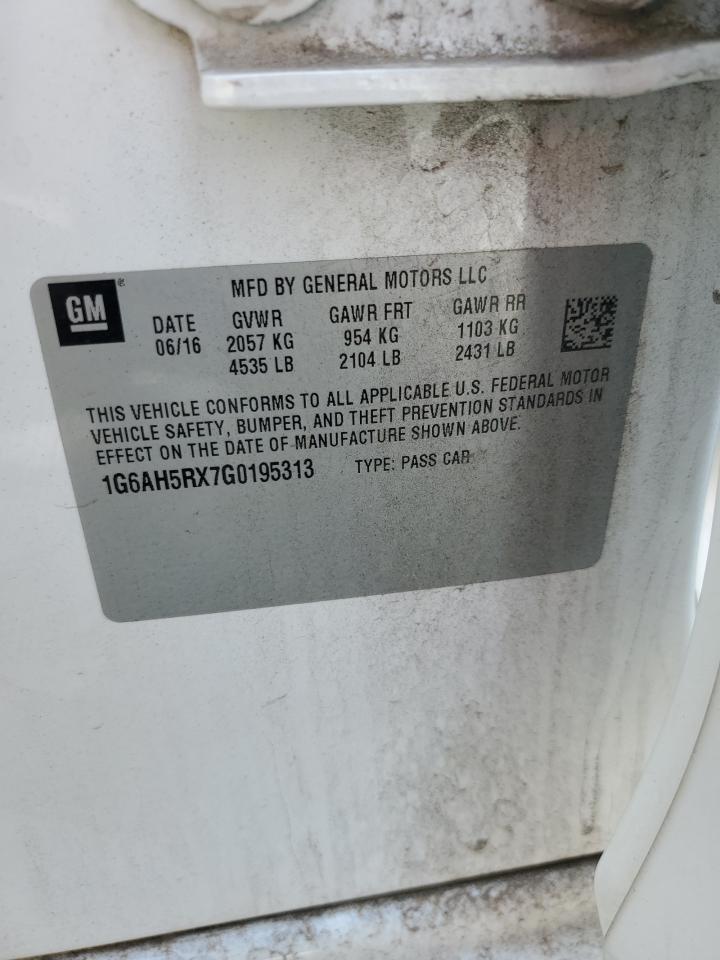 GM ®
MFD BY GENERAL MOTORS LLC
DATE GVWR GAWR FRT GAWR RR
06/16 2057 KG 954 KG 1103 KG
4535 LB 2104 LB 2431 LB
THIS VEHICLE CONFORMS TO ALL APPLICABLE U.S. FEDERAL MOTOR
VEHICLE SAFETY, BUMPER, AND THEFT PREVENTION STANDARDS IN
EFFECT ON THE DATE OF MANUFACTURE SHOWN ABOVE.
1G6AH5RX7G0195313 TYPE: PASS CAR